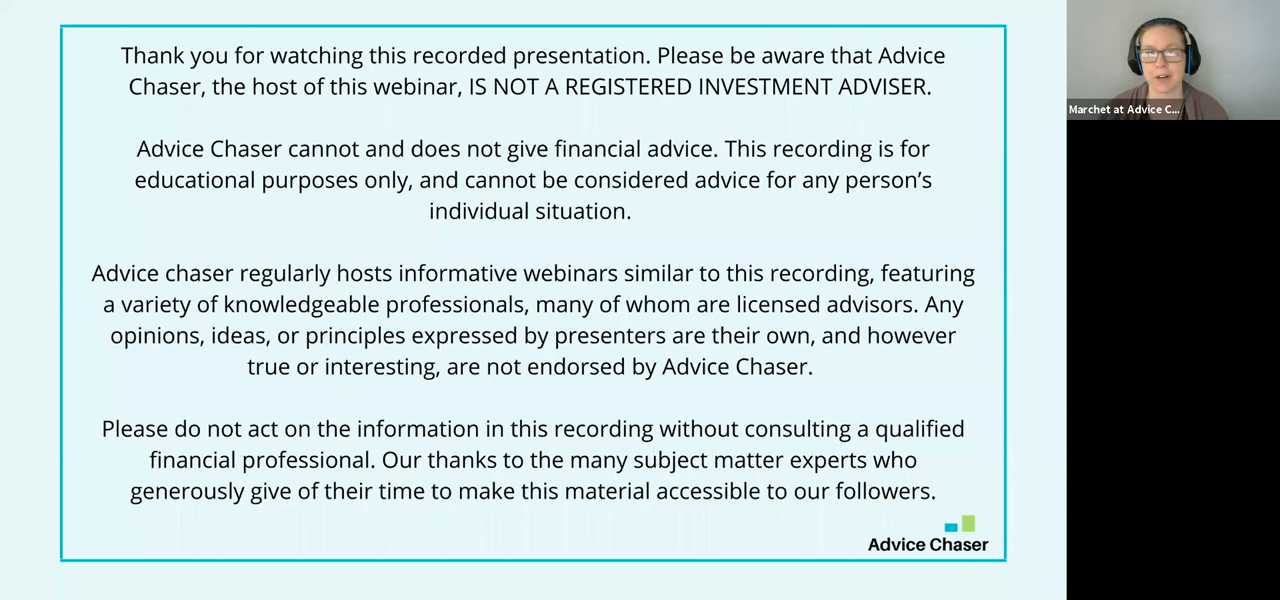 Thank you for watching this recorded presentation. Please be aware that Advice
Chaser, the host of this webinar, IS NOT A REGISTERED INVESTMENT ADVISER.
Advice Chaser cannot and does not give financial advice. This recording is for
educational purposes only, and cannot be considered advice for any person’s
individual situation.
Advice chaser regularly hosts informative webinars similar to this recording, featuring
a variety of knowledgeable professionals, many of whom are licensed advisors. Any
opinions, ideas, or principles expressed by presenters are their own, and however
true or interesting, are not endorsed by Advice Chaser.
Please do not act on the information in this recording without consulting a qualified
financial professional. Our thanks to the many subject matter experts who
generously give of their time to make this material accessible to our followers.
Advice Chaser
Marchet at Advice C...